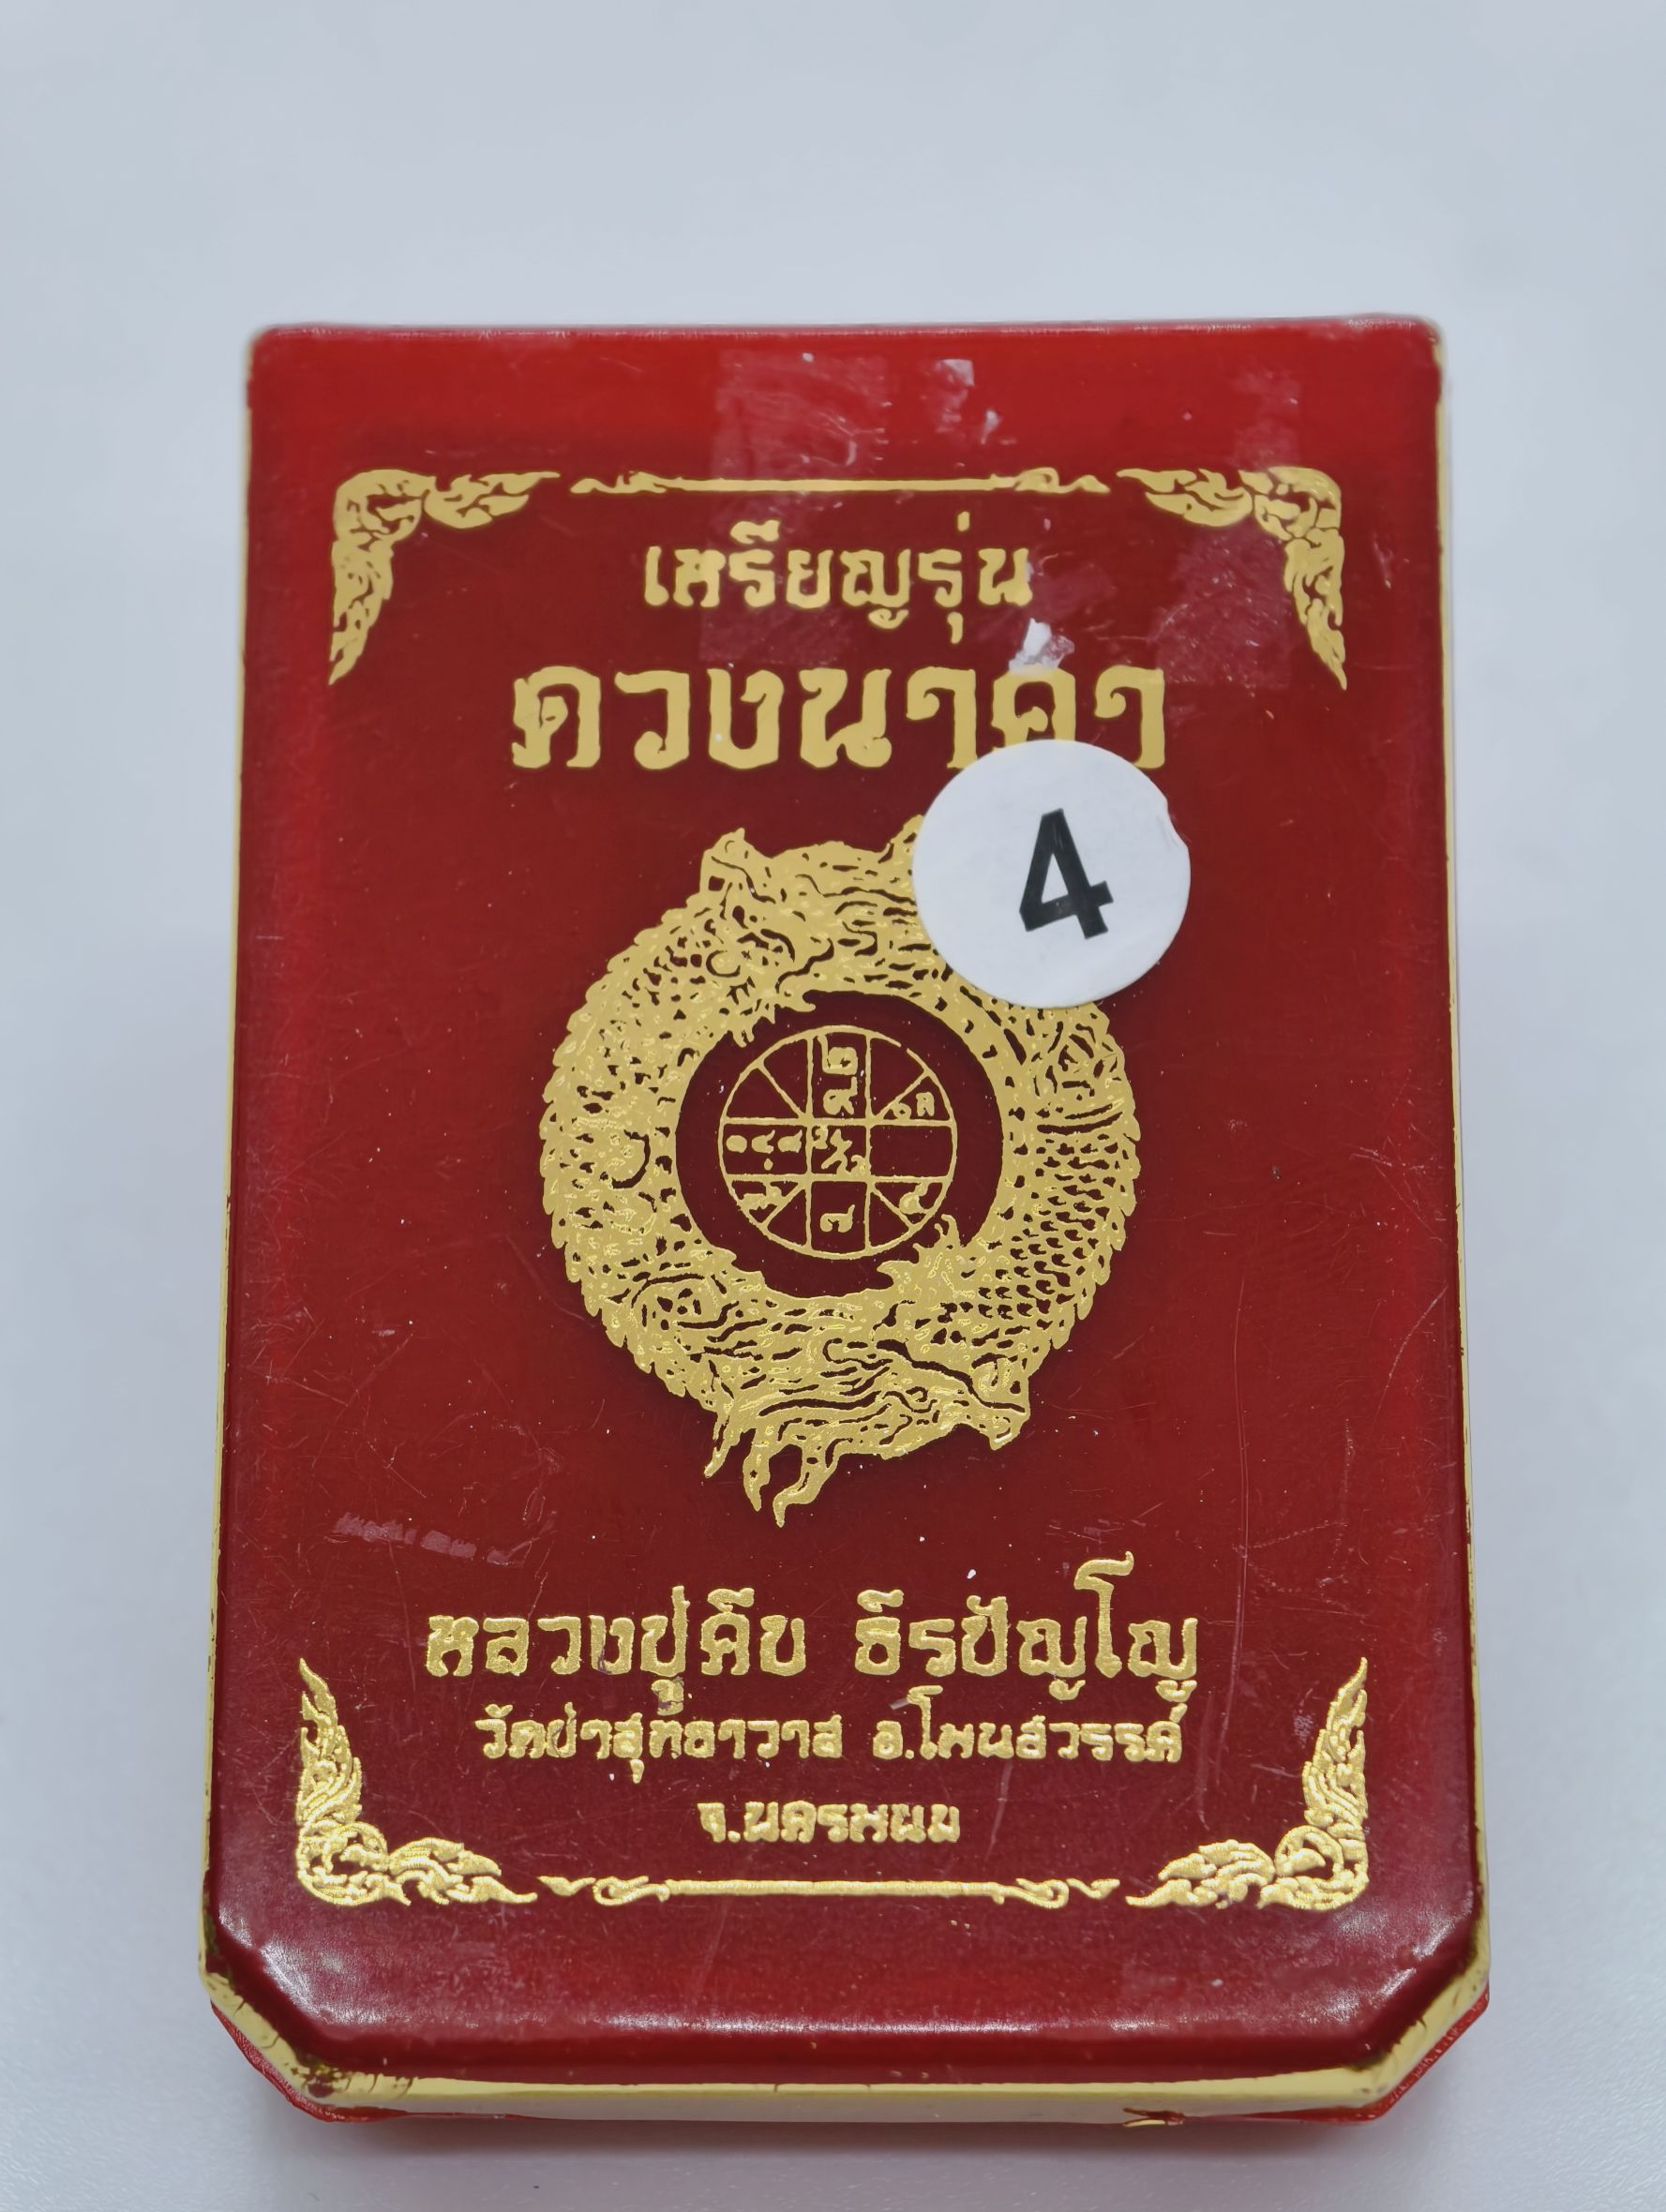 เหรียญรุ่น
ดวงนาคา
4
หลวงปู่คีบ ธีรปัญโญ
วัดป่าสุทธาวาส อ.โพนสวรรค์
จ.นครพนม